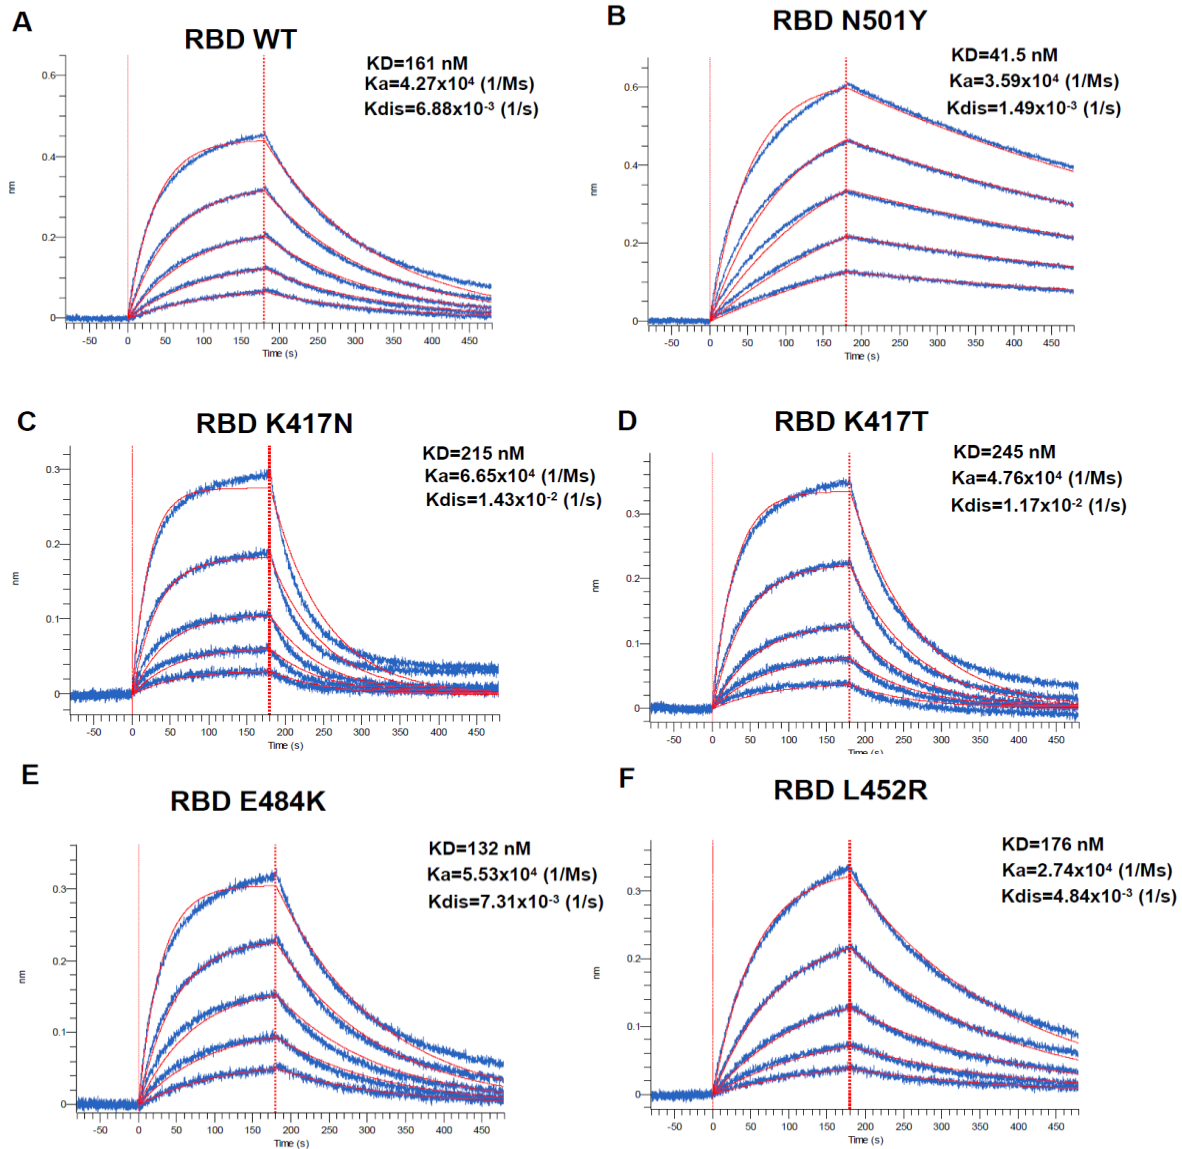 A
RBD WT
KD=161 nM
Ka=4.27x10⁴ (1/Ms)
Kdis=6.88x10⁻³ (1/s)
0.6
0.4
0.2
0
nm
-50 0 50 100 150 200 250 300 350 400 450
Time (s)
B
RBD N501Y
KD=41.5 nM
Ka=3.59x10⁴ (1/Ms)
Kdis=1.49x10⁻³ (1/s)
0.6
0.4
0.2
0
nm
-50 0 50 100 150 200 250 300 350 400 450
Time (s)
C
RBD K417N
KD=215 nM
Ka=6.65x10⁴ (1/Ms)
Kdis=1.43x10⁻² (1/s)
0.3
0.2
0.1
0
nm
-50 0 50 100 150 200 250 300 350 400 450
Time (s)
D
RBD K417T
KD=245 nM
Ka=4.76x10⁴ (1/Ms)
Kdis=1.17x10⁻² (1/s)
0.3
0.2
0.1
0
nm
-50 0 50 100 150 200 250 300 350 400 450
Time (s)
E
RBD E484K
KD=132 nM
Ka=5.53x10⁴ (1/Ms)
Kdis=7.31x10⁻³ (1/s)
0.3
0.2
0.1
0
nm
-50 0 50 100 150 200 250 300 350 400 450
Time (s)
F
RBD L452R
KD=176 nM
Ka=2.74x10⁴ (1/Ms)
Kdis=4.84x10⁻³ (1/s)
0.3
0.2
0.1
0
nm
-50 0 50 100 150 200 250 300 350 400 450
Time (s)